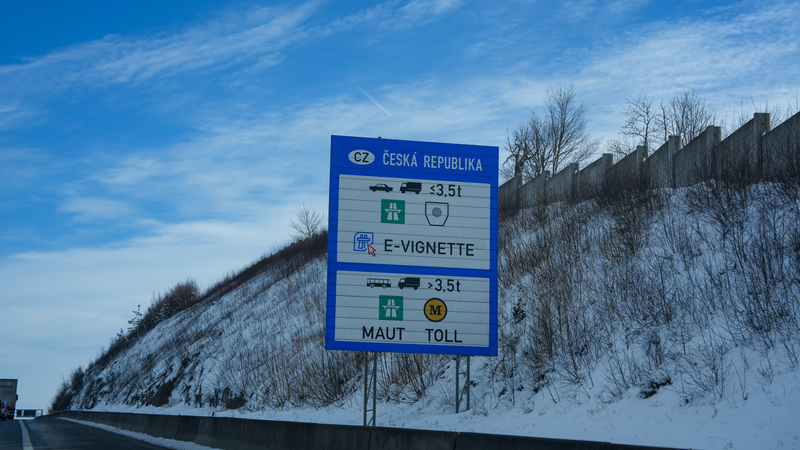 CZ ČESKÁ REPUBLIKA
≤3,5t
E-VIGNETTE
>3,5t
M
MAUT TOLL